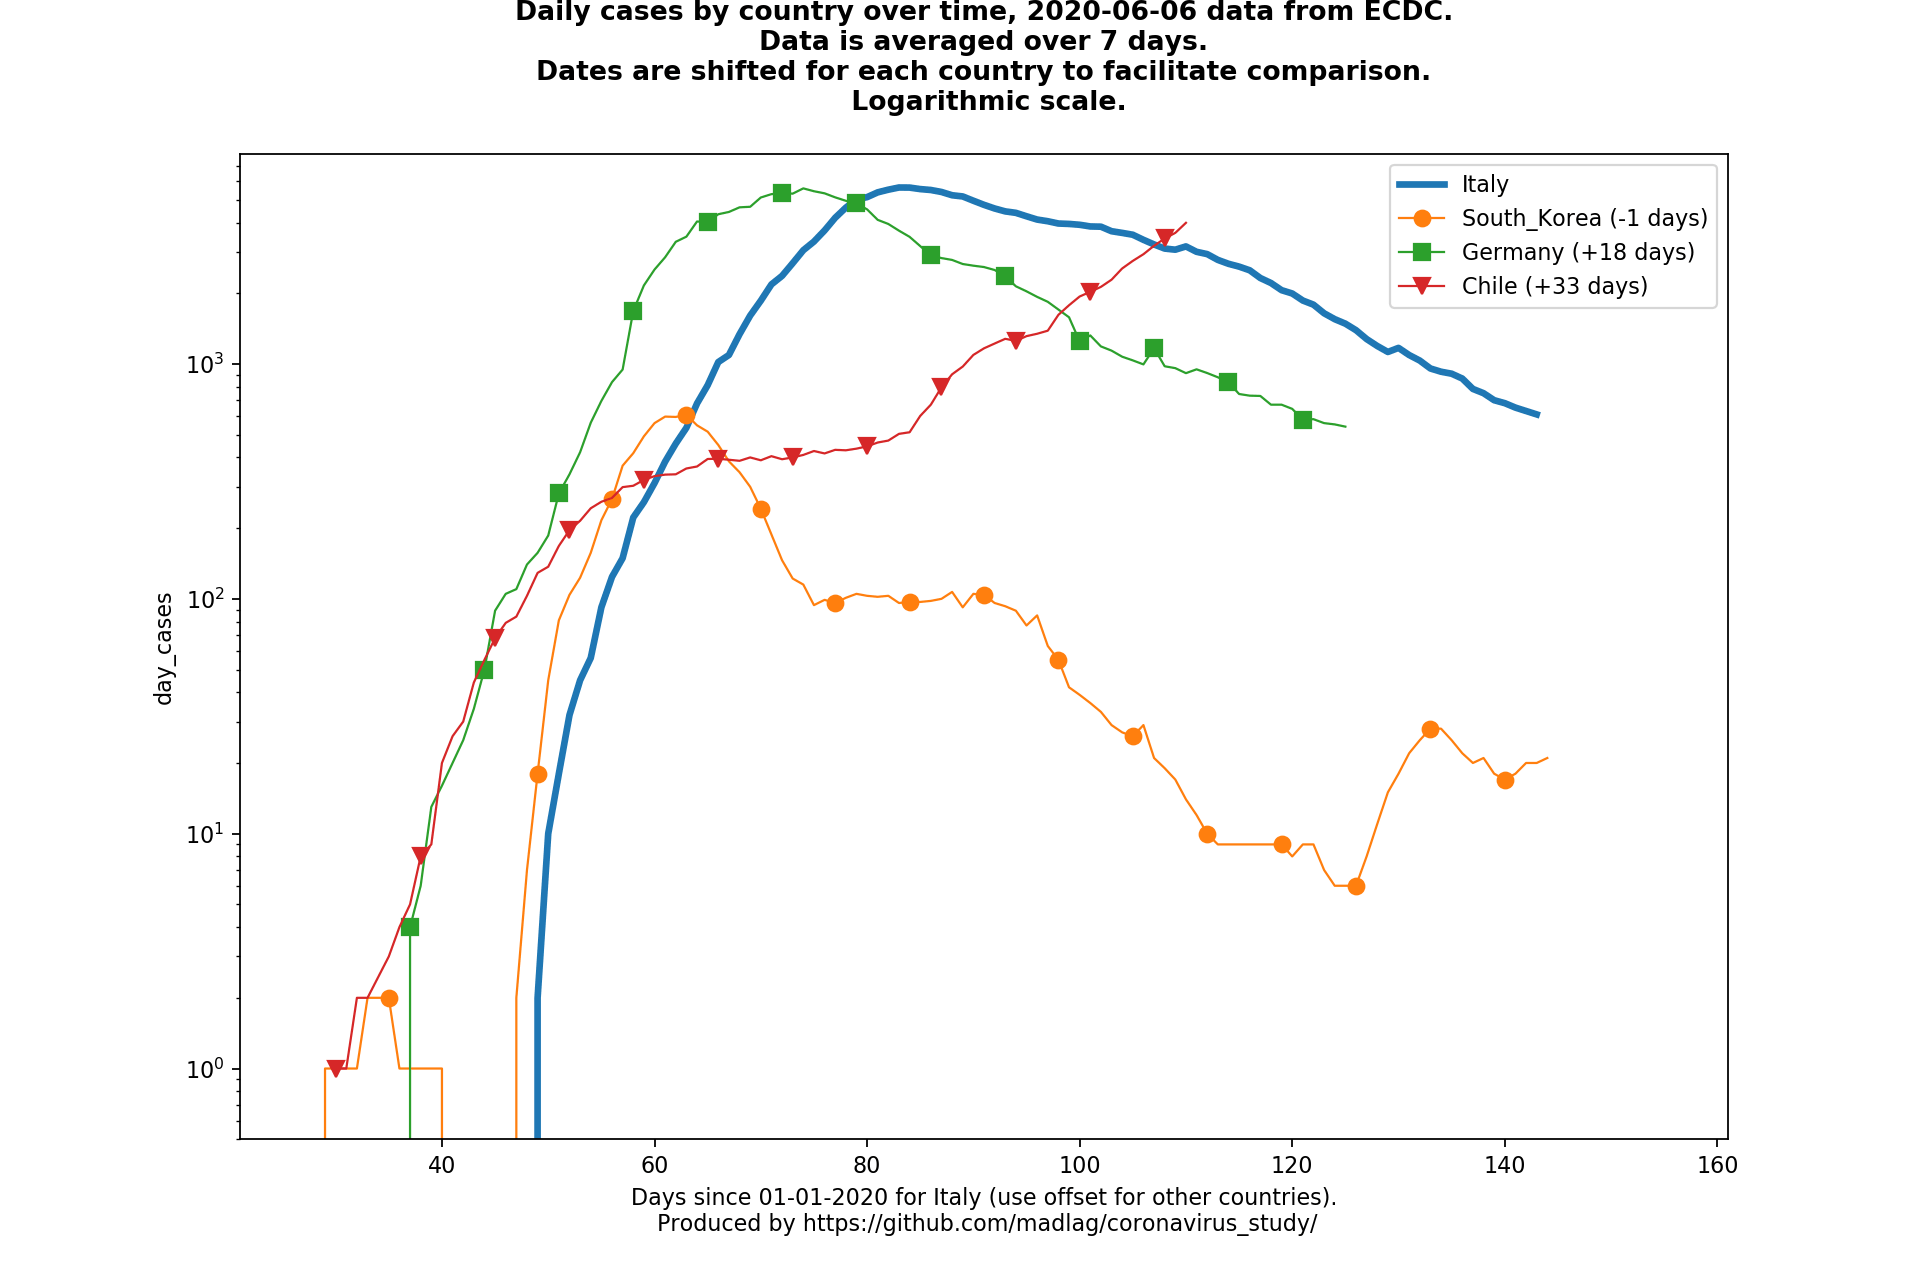 Daily cases by country over time, 2020-06-06 data from ECDC.
Data is averaged over 7 days.
Dates are shifted for each country to facilitate comparison.
Logarithmic scale.
Italy
South_Korea (-1 days)
Germany (+18 days)
Chile (+33 days)
day_cases
10³
10²
10¹
10⁰
40 60 80 100 120 140 160
Days since 01-01-2020 for Italy (use offset for other countries).
Produced by https://github.com/madlag/coronavirus_study/